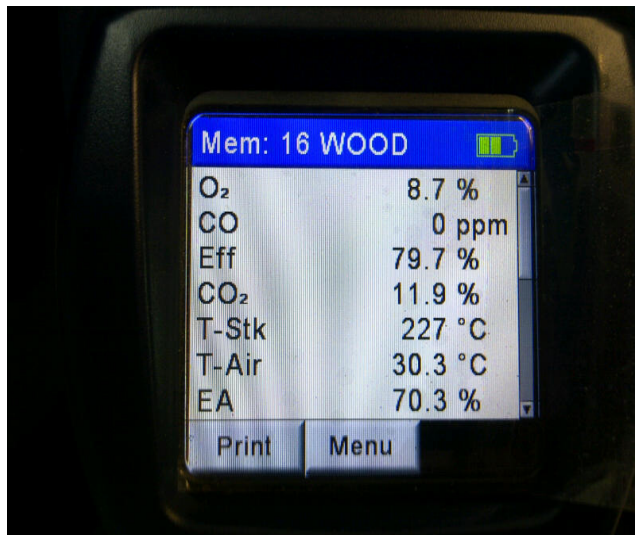 Mem: 16 WOOD
O₂ 8.7 %
CO 0 ppm
Eff 79.7 %
CO₂ 11.9 %
T-Stk 227 °C
T-Air 30.3 °C
EA 70.3 %
Print Menu